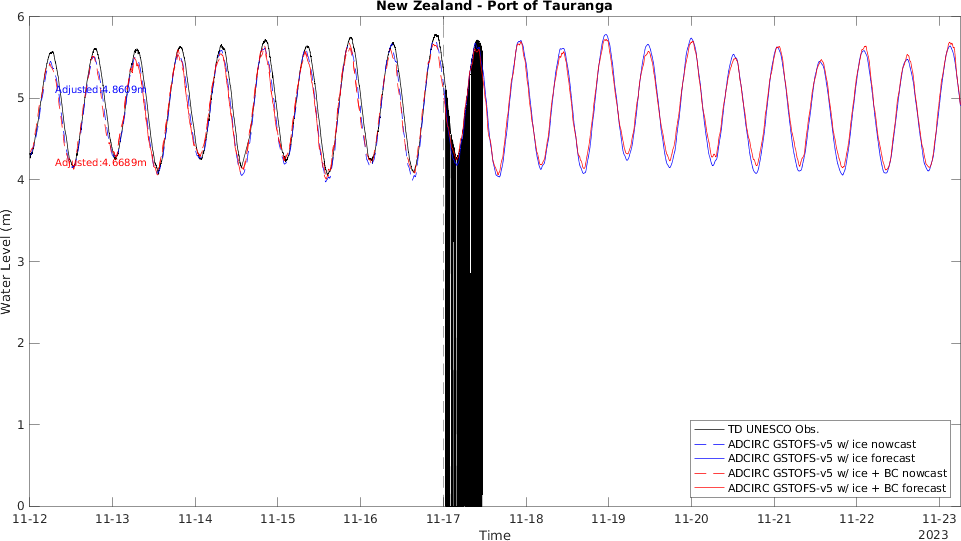 New Zealand - Port of Tauranga
Water Level (m)
6
5
4
3
2
1
0
Adjusted:4.8609m
Adjusted:4.6689m
TD UNESCO Obs.
ADCIRC GSTOFS-v5 w/ ice nowcast
ADCIRC GSTOFS-v5 w/ ice forecast
ADCIRC GSTOFS-v5 w/ ice + BC nowcast
ADCIRC GSTOFS-v5 w/ ice + BC forecast
11-12 11-13 11-14 11-15 11-16 11-17 11-18 11-19 11-20 11-21 11-22 11-23
Time
2023